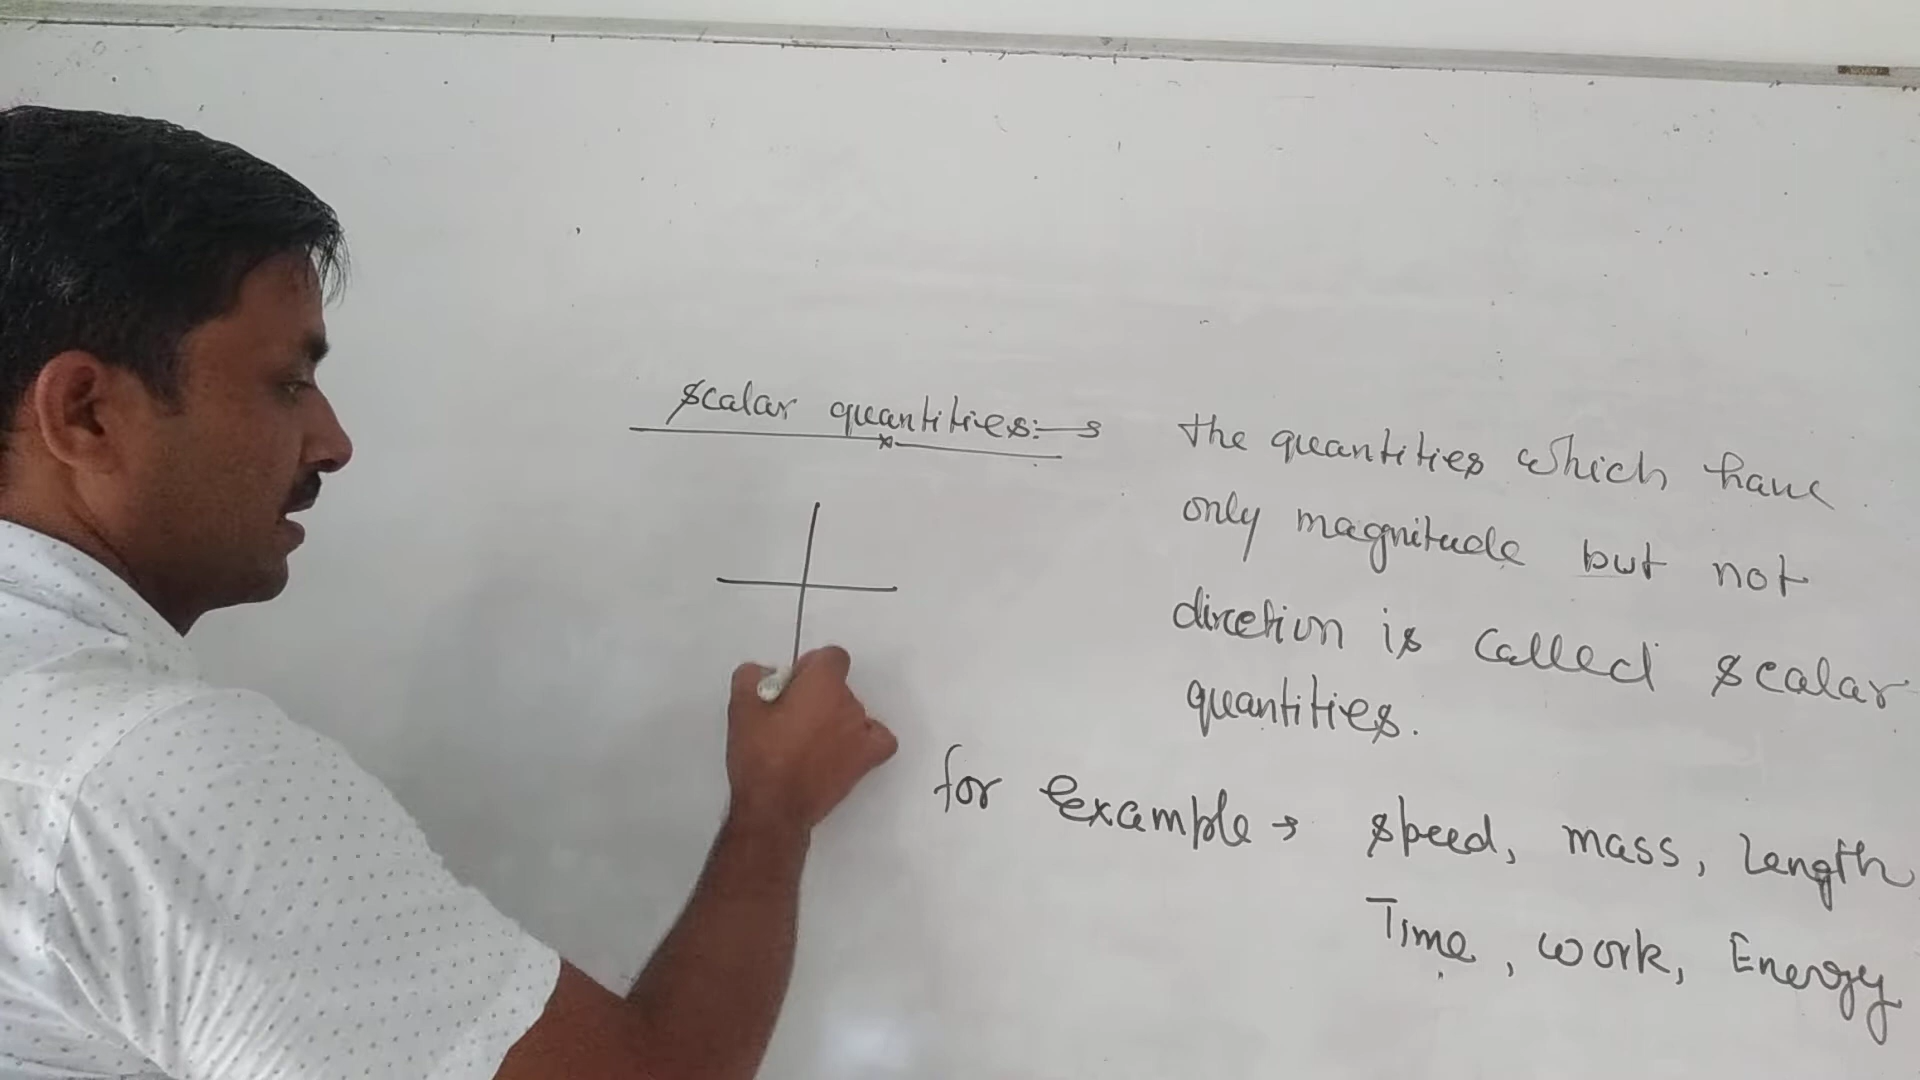 Scalar quantities:→ the quantities which have
only magnitude but not
direction is called scalar
quantities.
for Example → speed, mass, length
Time, work, Energy